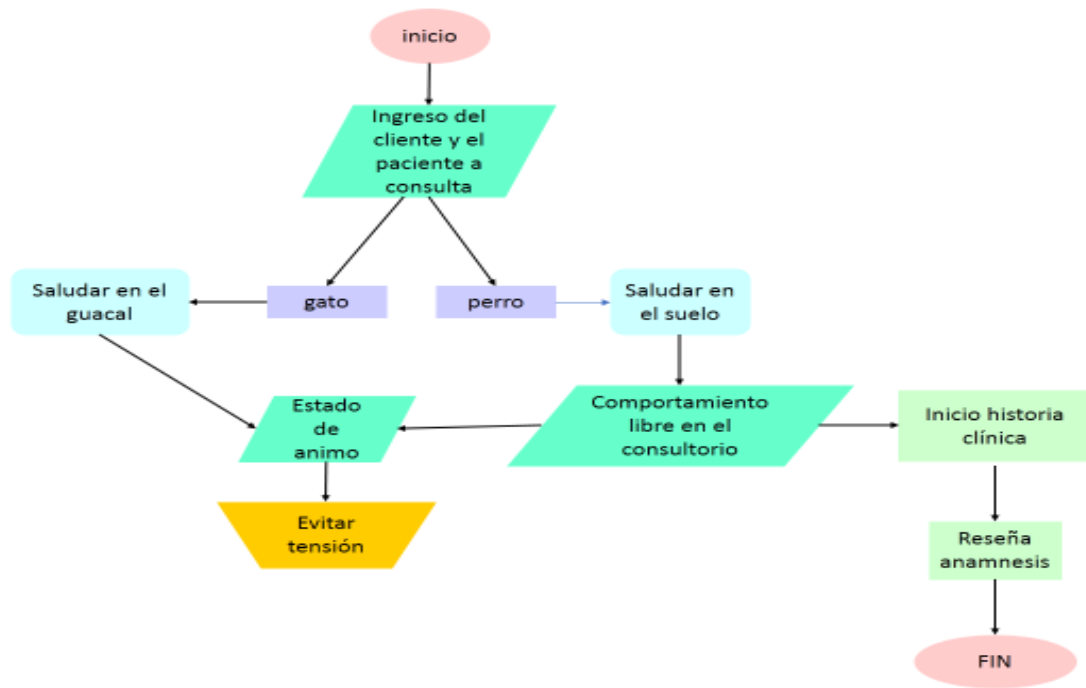 inicio
Ingreso del
cliente y el
paciente a
consulta
Saludar en el
guacal
gato
perro
Saludar en
el suelo
Estado
de
animo
Comportamiento
libre en el
consultorio
Inicio historia
clínica
Evitar
tensión
Reseña
anamnesis
FIN